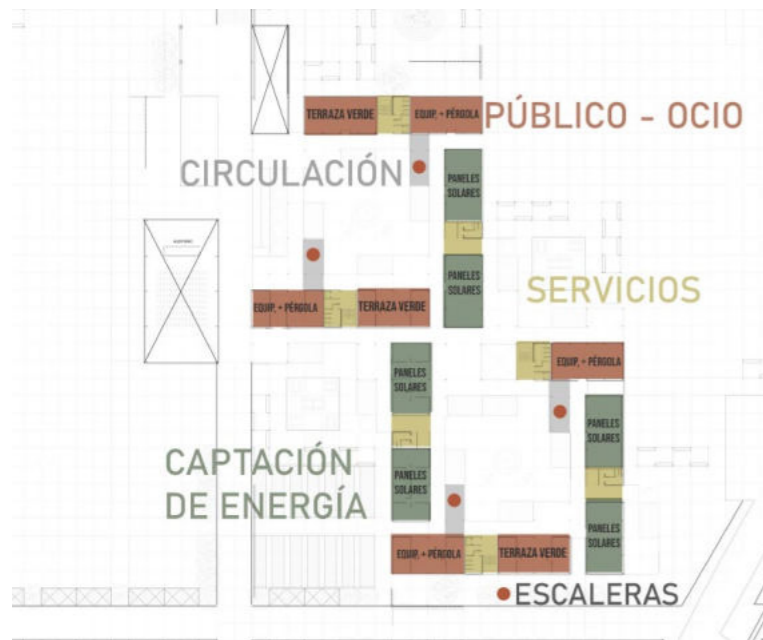 TERRAZA VERDE
EQUIP. + PÉRGOLA
PÚBLICO - OCIO
CIRCULACIÓN
PANELES
SOLARES
AUDITORIO
PANELES
SOLARES
SERVICIOS
EQUIP. + PÉRGOLA
TERRAZA VERDE
EQUIP. + PÉRGOLA
PANELES
SOLARES
PANELES
SOLARES
CAPTACIÓN
DE ENERGÍA
PANELES
SOLARES
PANELES
SOLARES
EQUIP. + PÉRGOLA
TERRAZA VERDE
ESCALERAS